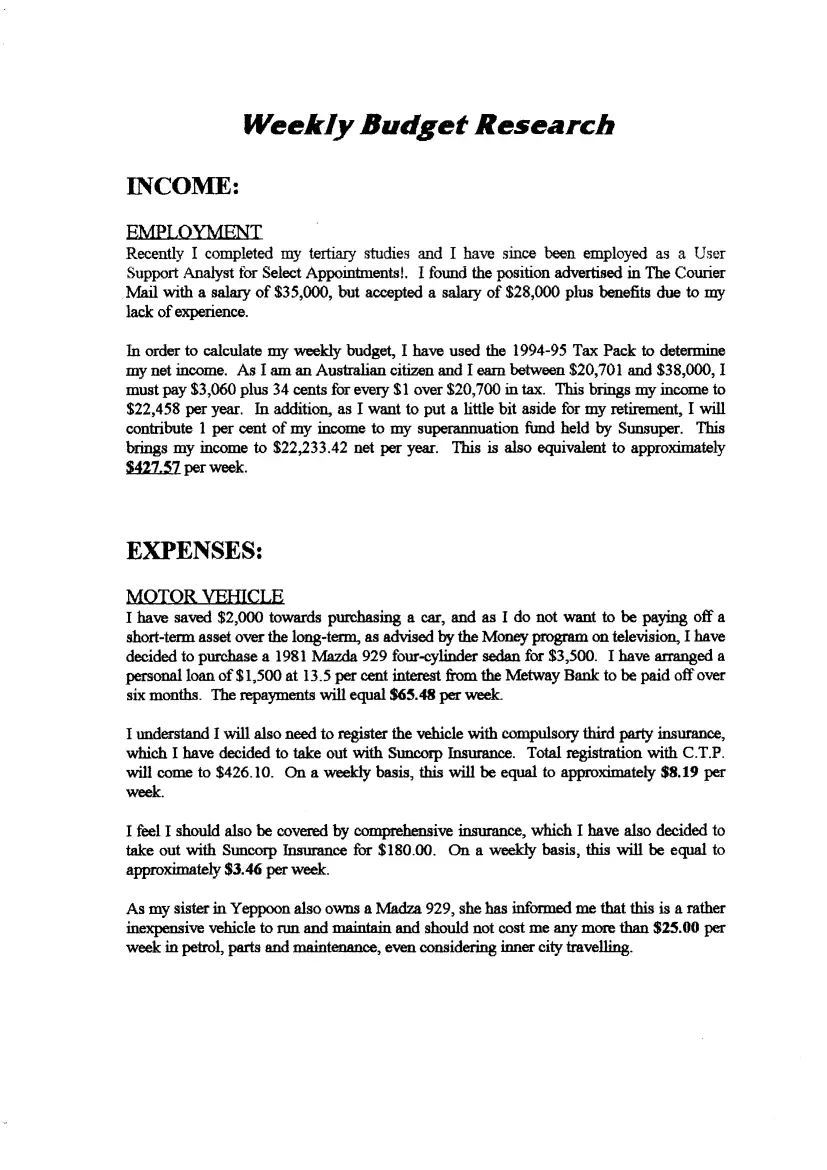 Weekly Budget Research
INCOME:
EMPLOYMENT
Recently I completed my tertiary studies and I have since been employed as a User
Support Analyst for Select Appointments!. I found the position advertised in The Courier
Mail with a salary of $35,000, but accepted a salary of $28,000 plus benefits due to my
lack of experience.
In order to calculate my weekly budget, I have used the 1994-95 Tax Pack to determine
my net income. As I am an Australian citizen and I earn between $20,701 and $38,000, I
must pay $3,060 plus 34 cents for every $1 over $20,700 in tax. This brings my income to
$22,458 per year. In addition, as I want to put a little bit aside for my retirement, I will
contribute 1 per cent of my income to my superannuation fund held by Sunsuper. This
brings my income to $22,233.42 net per year. This is also equivalent to approximately
$427.57 per week.
EXPENSES:
MOTOR VEHICLE
I have saved $2,000 towards purchasing a car, and as I do not want to be paying off a
short-term asset over the long-term, as advised by the Money program on television, I have
decided to purchase a 1981 Mazda 929 four-cylinder sedan for $3,500. I have arranged a
personal loan of $1,500 at 13.5 per cent interest from the Metway Bank to be paid off over
six months. The repayments will equal $65.48 per week.
I understand I will also need to register the vehicle with compulsory third party insurance,
which I have decided to take out with Suncorp Insurance. Total registration with C.T.P.
will come to $426.10. On a weekly basis, this will be equal to approximately $8.19 per
week.
I feel I should also be covered by comprehensive insurance, which I have also decided to
take out with Suncorp Insurance for $180.00. On a weekly basis, this will be equal to
approximately $3.46 per week.
As my sister in Yeppoon also owns a Madza 929, she has informed me that this is a rather
inexpensive vehicle to run and maintain and should not cost me any more than $25.00 per
week in petrol, parts and maintenance, even considering inner city travelling.